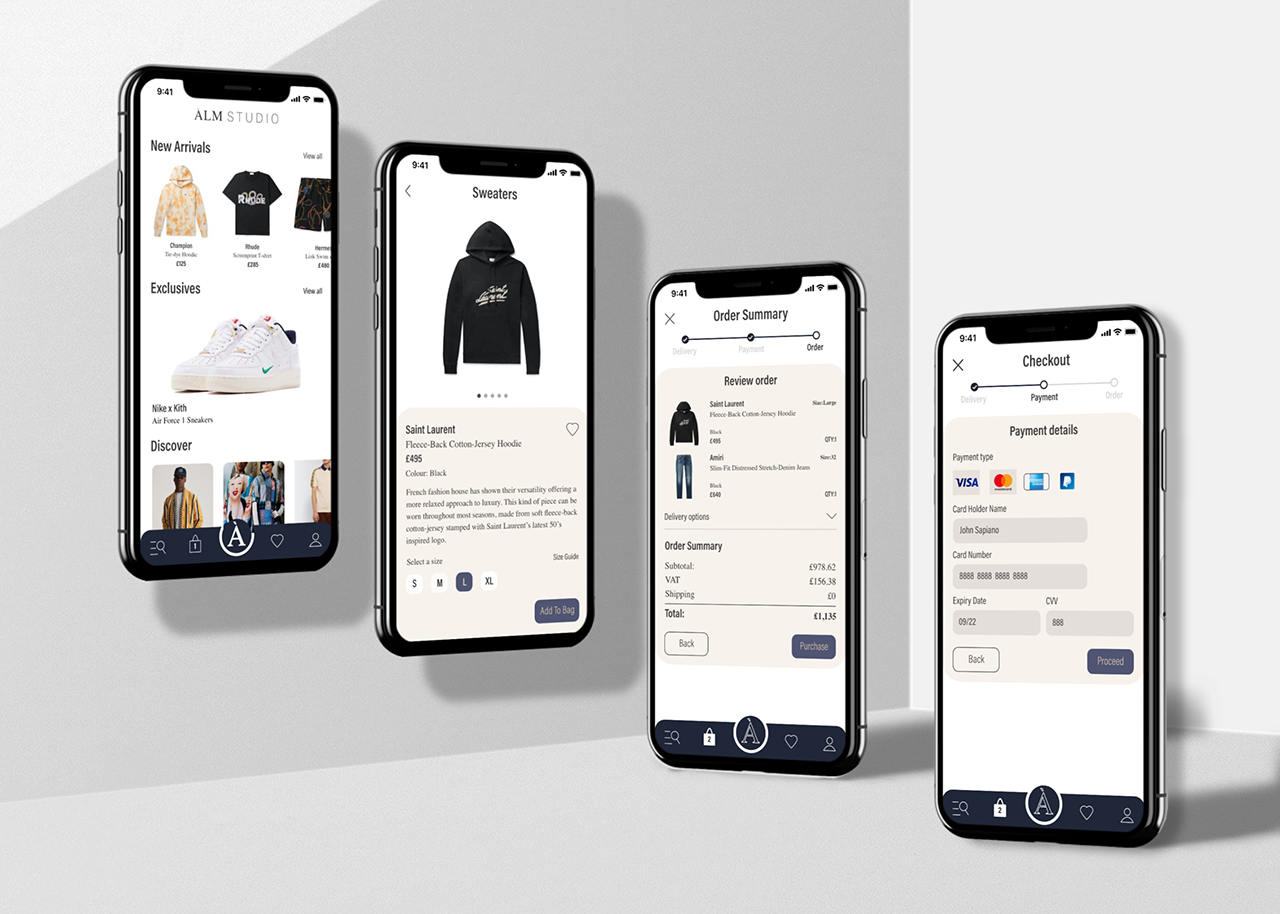 9:41
ÀLM STUDIO
New Arrivals
View all
Champion
Tie-dye Hoodie
£125
Rhude
Screenprint T-shirt
£285
Hermes
Link Swim
£480
RHUDE
Exclusives
View all
Nike x Kith
Air Force 1 Sneakers
Discover
1
À
9:41
Sweaters
Saint
Laurent
Saint Laurent
Fleece-Back Cotton-Jersey Hoodie
£495
Colour: Black
French fashion house has shown their versatility offering a
more relaxed approach to luxury. This kind of piece can be
worn throughout most seasons, made from soft fleece-back
cotton-jersey stamped with Saint Laurent's latest 50's
inspired logo.
Select a size
Size Guide
S M L XL
Add To Bag
9:41
Order Summary
Delivery Payment Order
Review order
Saint Laurent Size:Large
Fleece-Back Cotton-Jersey Hoodie
Black
£495 QTY:1
Amiri Size:32
Slim-Fit Distressed Stretch-Denim Jeans
Black
£640 QTY:1
Delivery options
Order Summary
Subtotal: £978.62
VAT £156.38
Shipping £0
Total: £1,135
Back Purchase
2
À
9:41
Checkout
Delivery Payment Order
Payment details
Payment type
VISA
Card Holder Name
John Sapiano
Card Number
8888 8888 8888 8888
Expiry Date CVV
09/22 888
Back Proceed
2
À